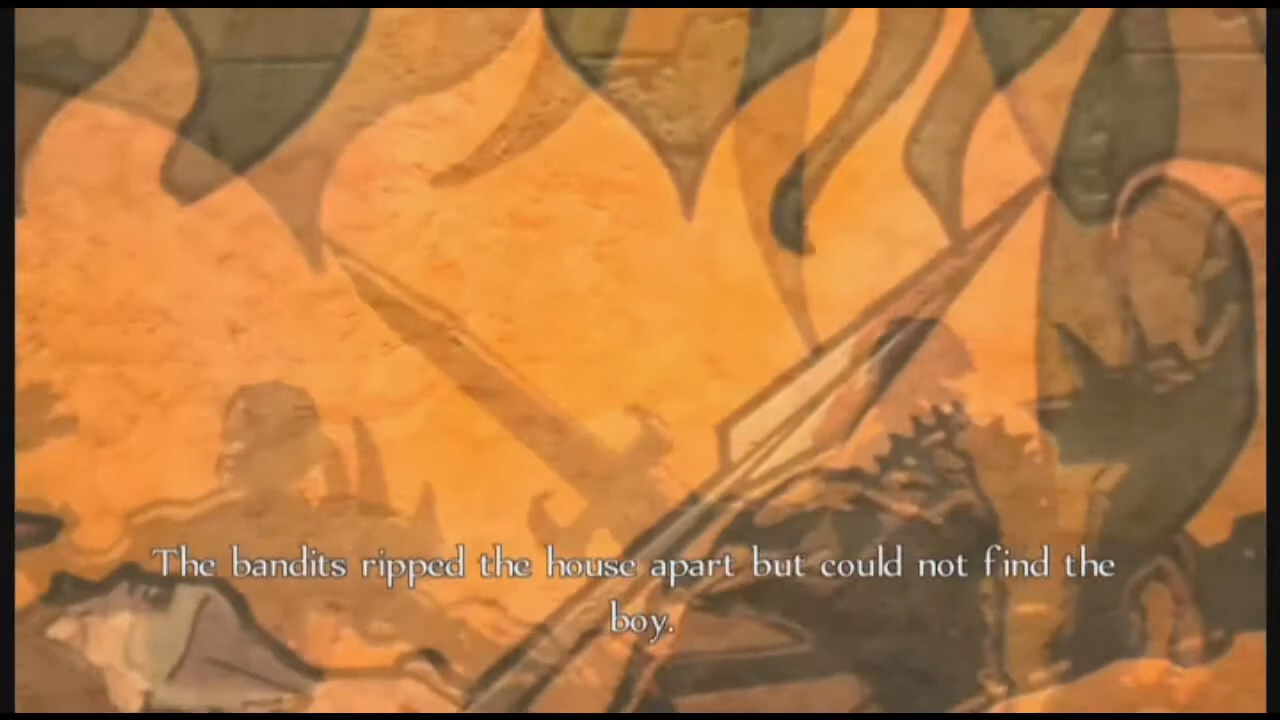 The bandits ripped the house apart but could not find the
boy.